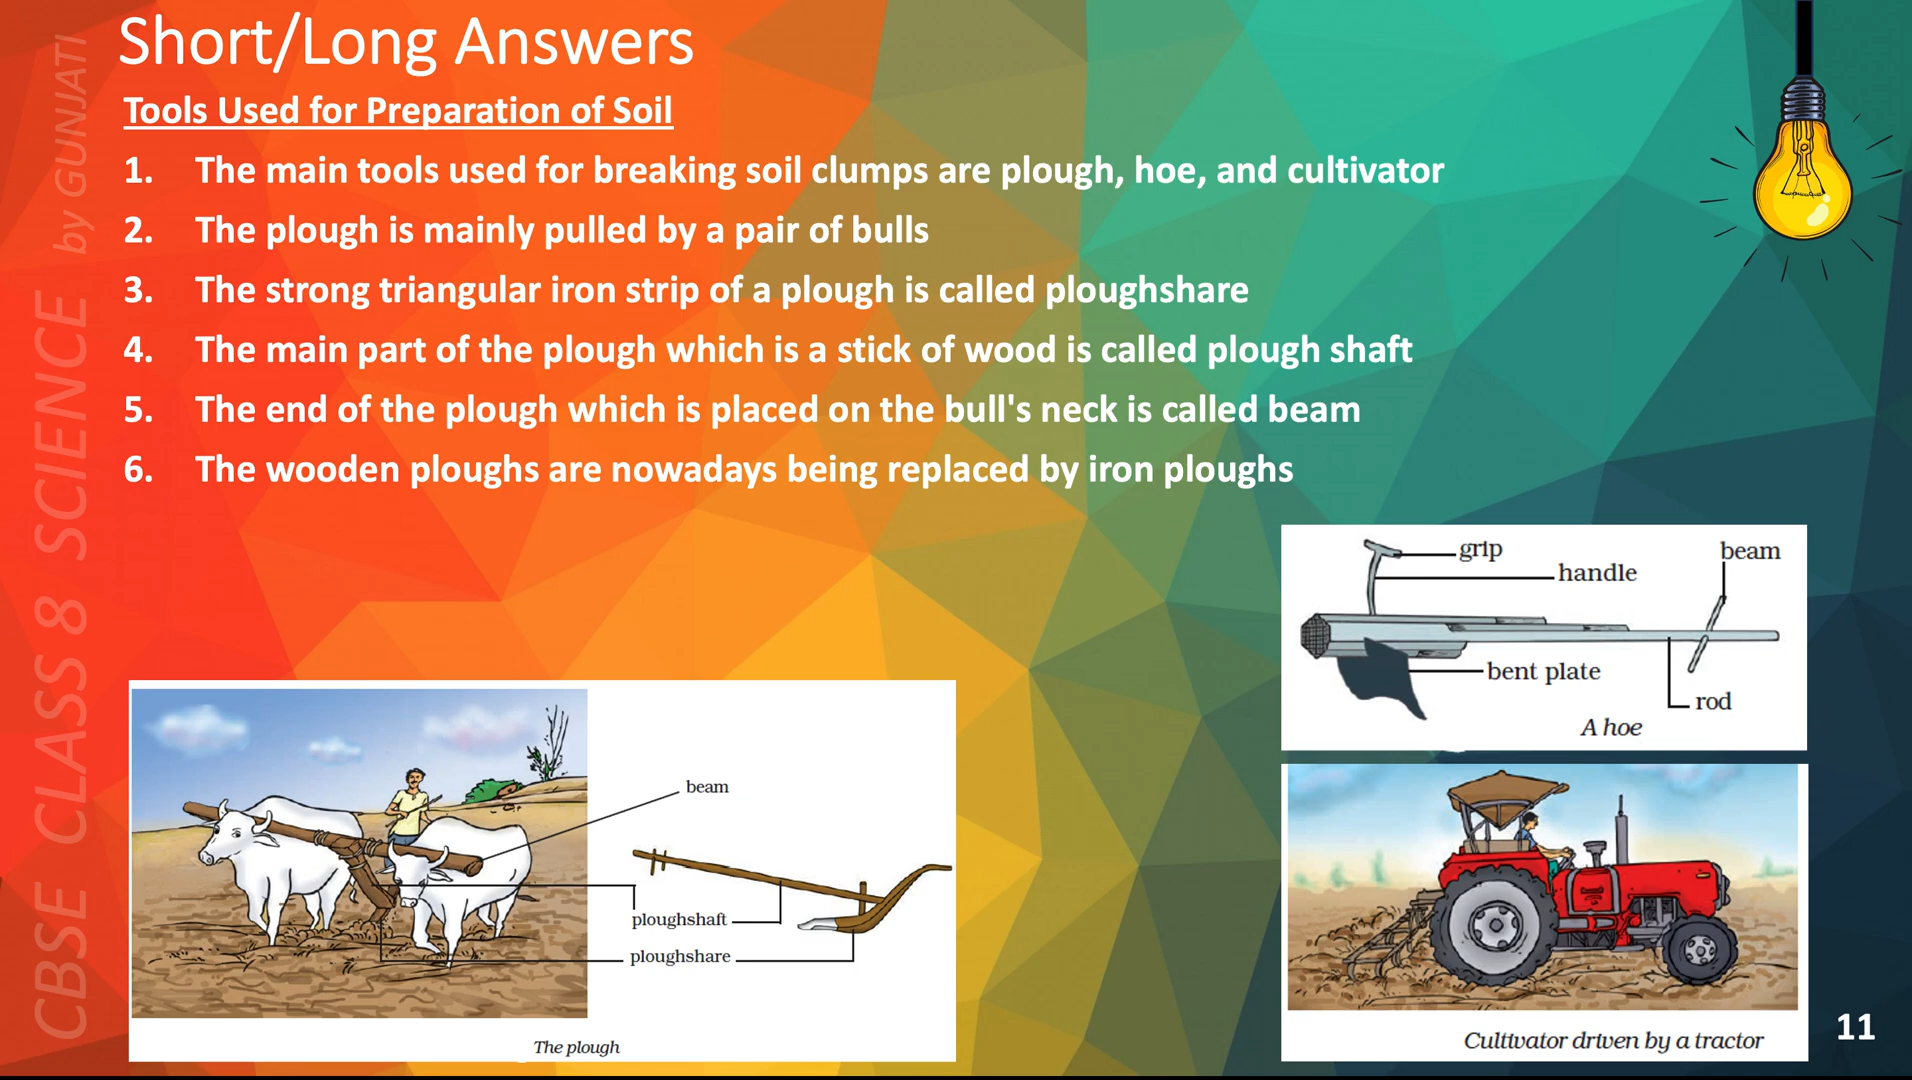 Short/Long Answers
Tools Used for Preparation of Soil
1. The main tools used for breaking soil clumps are plough, hoe, and cultivator
2. The plough is mainly pulled by a pair of bulls
3. The strong triangular iron strip of a plough is called ploughshare
4. The main part of the plough which is a stick of wood is called plough shaft
5. The end of the plough which is placed on the bull's neck is called beam
6. The wooden ploughs are nowadays being replaced by iron ploughs
CBSE CLASS 8 SCIENCE by GUNJATI
grip
beam
handle
bent plate
rod
A hoe
beam
ploughshaft
ploughshare
The plough
Cultivator driven by a tractor
11